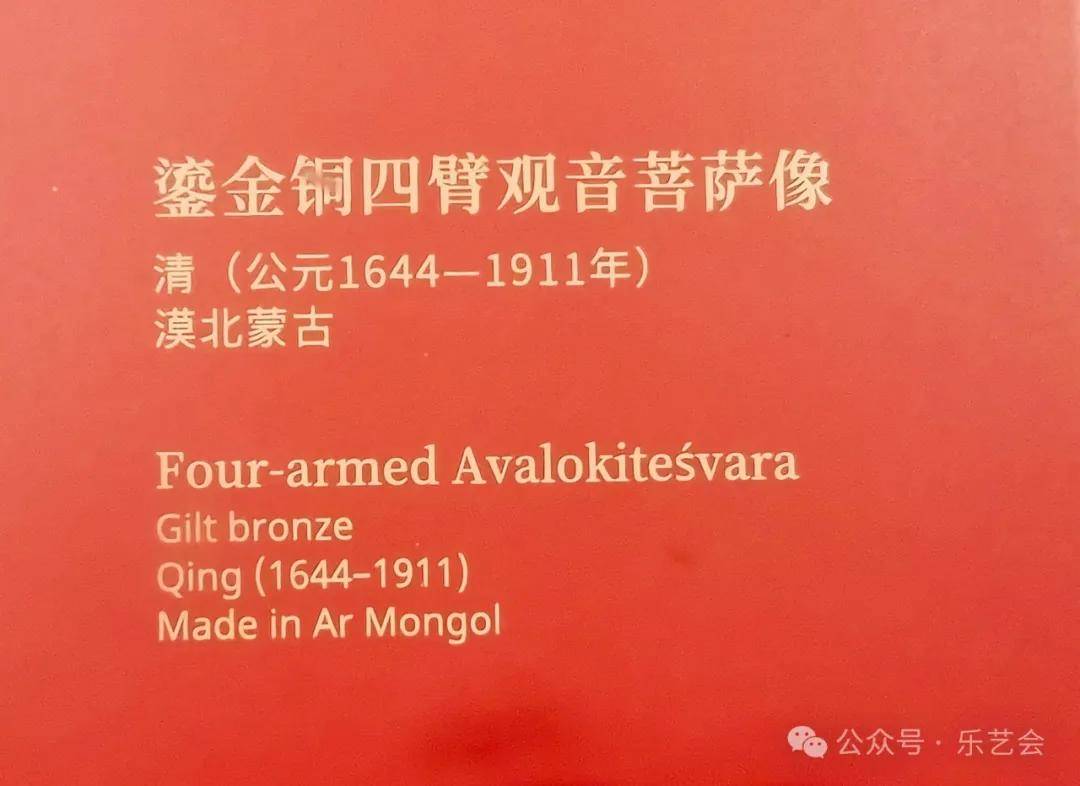 鎏金铜四臂观音菩萨像
清（公元1644—1911年）
漠北蒙古
Four-armed Avalokiteśvara
Gilt bronze
Qing (1644–1911)
Made in Ar Mongol
公众号 · 乐艺会